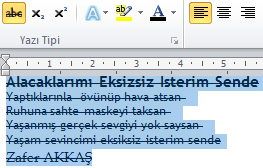 abc x₂ x² A ab A
Yazı Tipi
Alacaklarımı Eksizsiz Isterim Sende
Yaptıklarınla övünüp hava atsan
Ruhuna sahte maskeyi taksan
Yaşanmış gerçek sevgiyi yok saysan
Yaşam sevincimi eksiksiz isterim sende
Zafer AKKAŞ